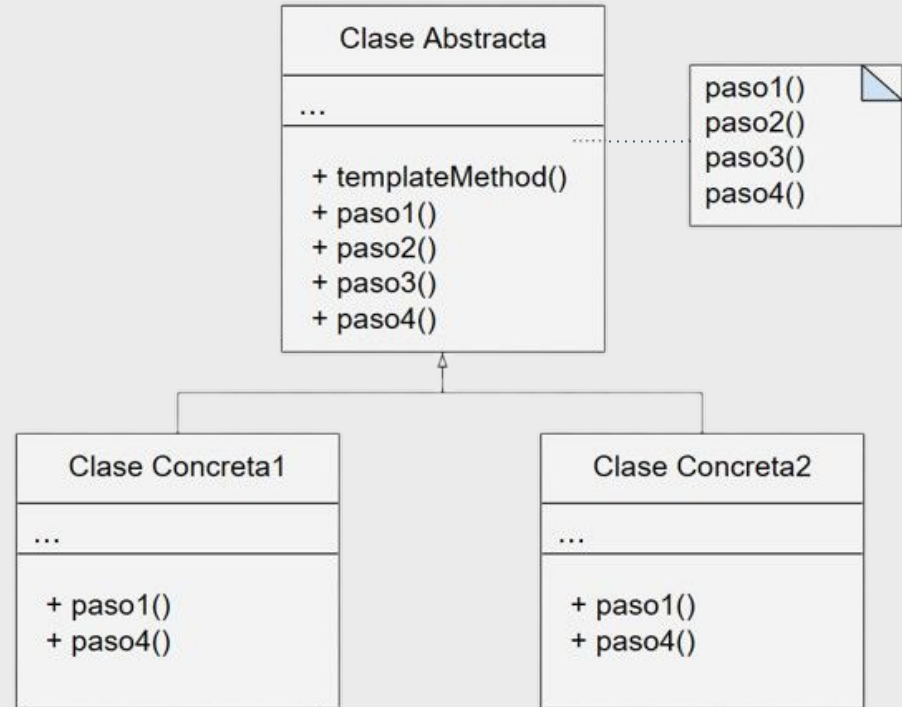 Clase Abstracta
...
+ templateMethod()
+ paso1()
+ paso2()
+ paso3()
+ paso4()
paso1()
paso2()
paso3()
paso4()
Clase Concreta1
...
+ paso1()
+ paso4()
Clase Concreta2
...
+ paso1()
+ paso4()